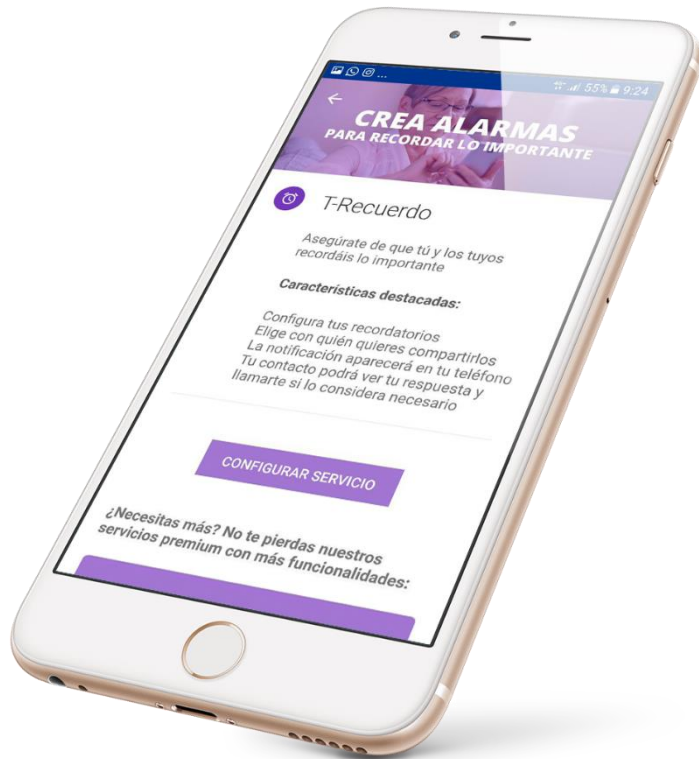 55% 9:24
CREA ALARMAS
PARA RECORDAR LO IMPORTANTE
T-Recuerdo
Asegúrate de que tú y los tuyos
recordáis lo importante
Características destacadas:
Configura tus recordatorios
Elige con quién quieres compartirlos
La notificación aparecerá en tu teléfono
Tu contacto podrá ver tu respuesta y
llamarte si lo considera necesario
CONFIGURAR SERVICIO
¿Necesitas más? No te pierdas nuestros
servicios premium con más funcionalidades: